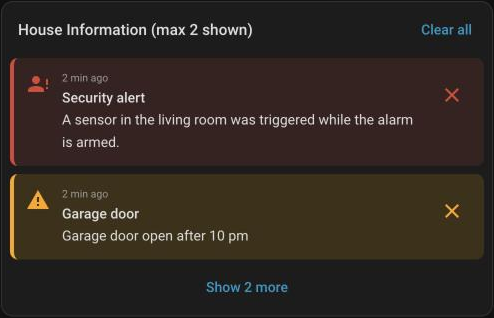 House Information (max 2 shown)
Clear all
2 min ago
Security alert
A sensor in the living room was triggered while the alarm
is armed.
2 min ago
Garage door
Garage door open after 10 pm
Show 2 more